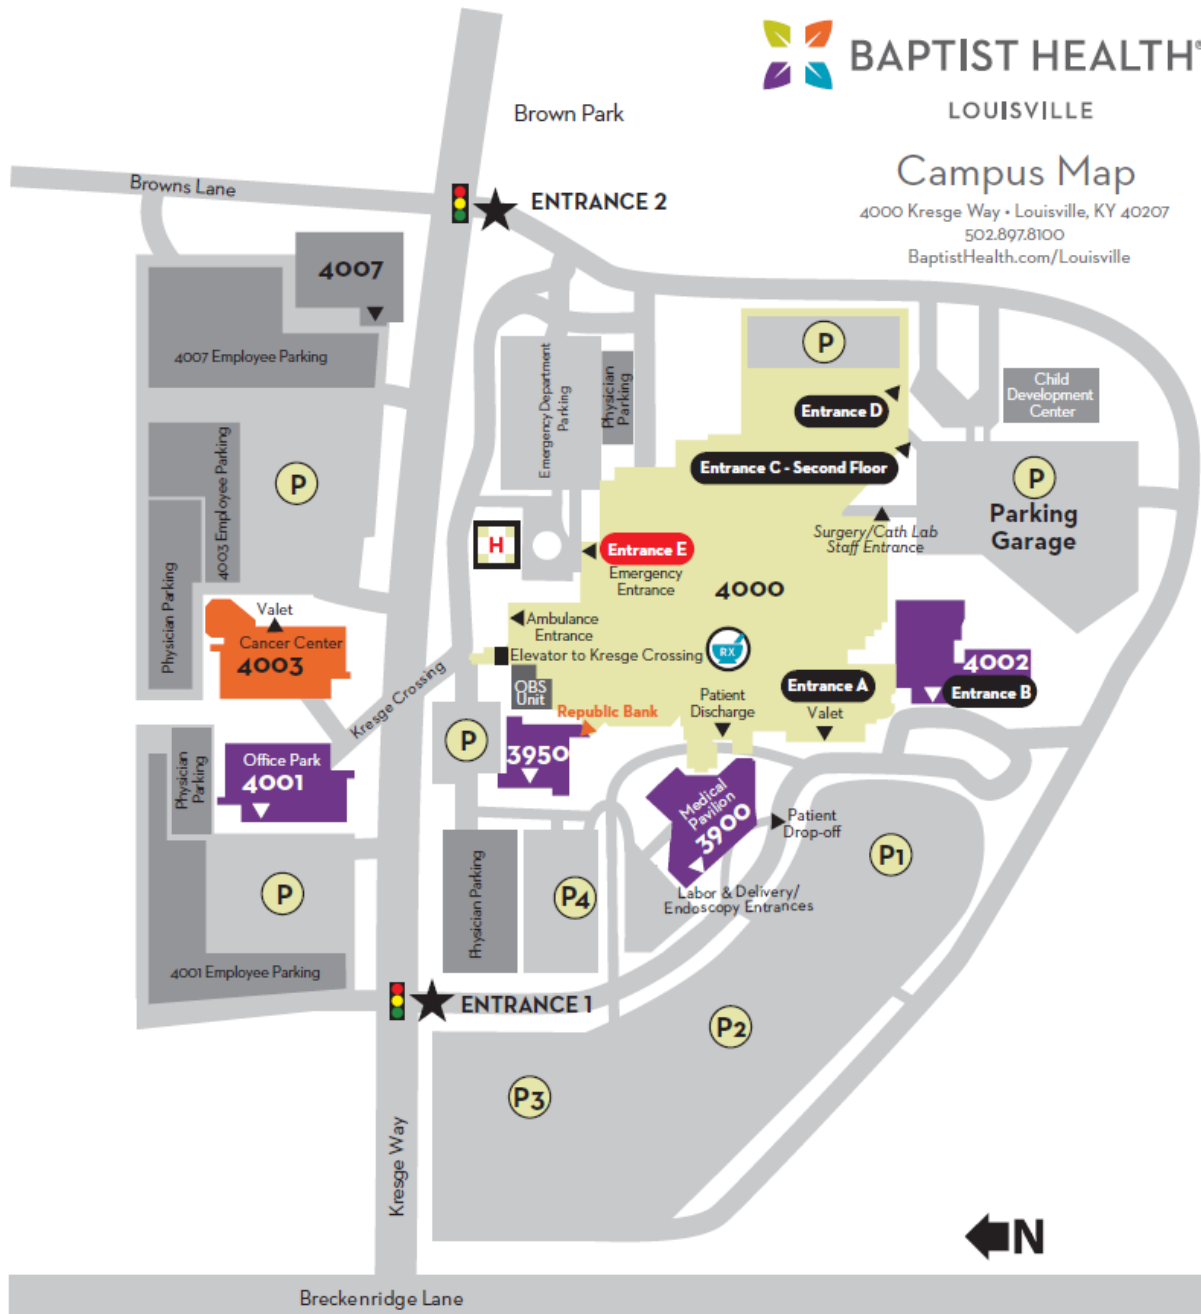 BAPTIST HEALTH®
LOUISVILLE
Campus Map
4000 Kresge Way • Louisville, KY 40207
502.897.8100
BaptistHealth.com/Louisville
Brown Park
Browns Lane
ENTRANCE 2
4007
4007 Employee Parking
Emergency Department
Parking
Physician
Parking
P
Entrance D
Child
Development
Center
Entrance C - Second Floor
4003 Employee Parking
P
P
Parking
Garage
Surgery/Cath Lab
Staff Entrance
H
Entrance E
Emergency
Entrance
4000
Physician Parking
Valet
Cancer Center
4003
Ambulance
Entrance
Elevator to Kresge Crossing
RX
OBS
Unit
Kresge Crossing
4002
Entrance B
Entrance A
Valet
Patient
Discharge
Republic Bank
P
3950
Office Park
4001
Physician
Parking
Medical
Pavilion
3900
Patient
Drop-off
P1
Labor & Delivery/
Endoscopy Entrances
P
Physician Parking
P4
4001 Employee Parking
ENTRANCE 1
P2
P3
Kresge Way
N
Breckenridge Lane